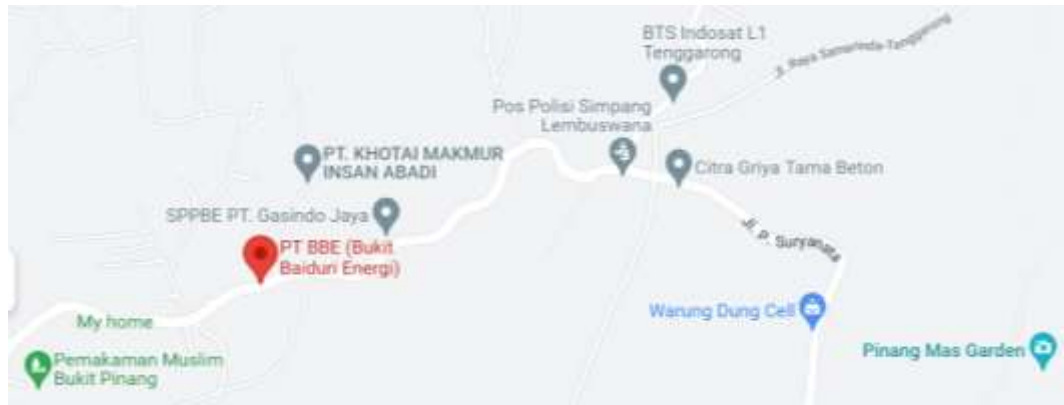 BTS Indosat L1
Tenggarong
Jl. Raya Samarinda-Tenggarong
Pos Polisi Simpang
Lembuswana
PT. KHOTAI MAKMUR
INSAN ABADI
Citra Griya Tama Beton
SPPBE PT. Gasindo Jaya
Jl. p. Suryanata
PT BBE (Bukit
Baiduri Energi)
My home
Warung Dung Cell
Pemakaman Muslim
Bukit Pinang
Pinang Mas Garden